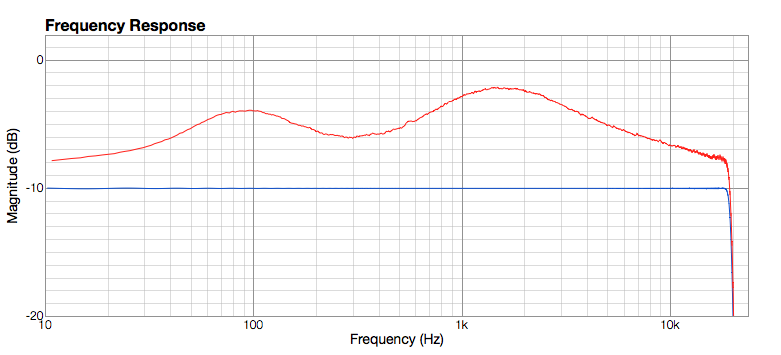 Frequency Response
Magnitude (dB)
0
-10
-20
10
100
1k
10k
Frequency (Hz)